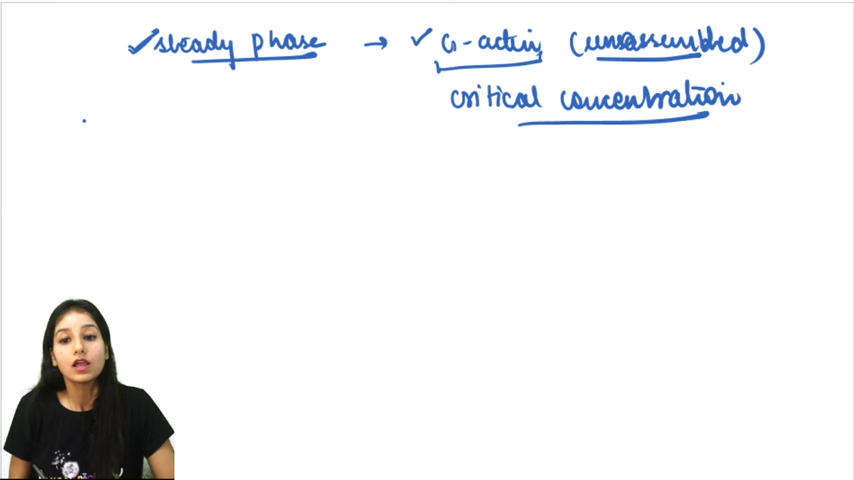 ✓ steady phase → ✓ G-actin (unassembled)
critical concentration